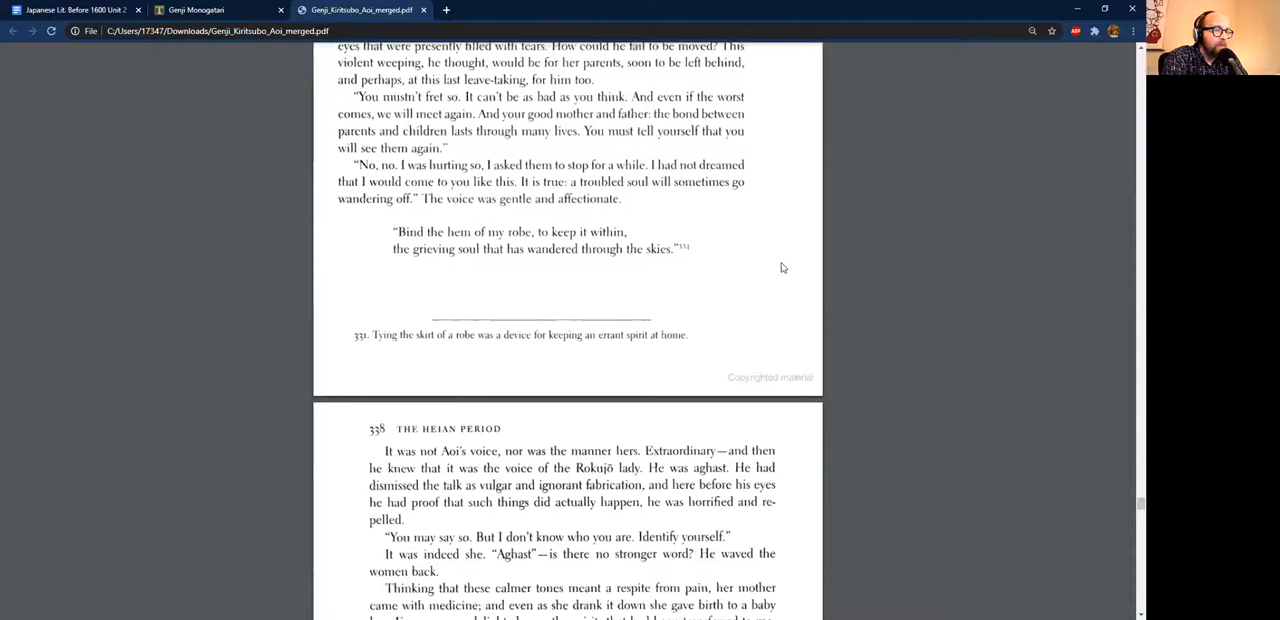 Japanese Lit. Before 1600 Unit 2
Genji Monogatari
Genji_Kiritsubo_Aoi_merged.pdf
File
C:/Users/17347/Downloads/Genji_Kiritsubo_Aoi_merged.pdf
ABP
eyes that were presently filled with tears. How could he fail to be moved? This
violent weeping, he thought, would be for her parents, soon to be left behind,
and perhaps, at this last leave-taking, for him too.
“You mustn't fret so. It can't be as bad as you think. And even if the worst
comes, we will meet again. And your good mother and father: the bond between
parents and children lasts through many lives. You must tell yourself that you
will see them again.”
“No, no. I was hurting so, I asked them to stop for a while. I had not dreamed
that I would come to you like this. It is true: a troubled soul will sometimes go
wandering off.” The voice was gentle and affectionate.
“Bind the hem of my robe, to keep it within,
the grieving soul that has wandered through the skies.”331
331. Tying the skirt of a robe was a device for keeping an errant spirit at home.
Copyrighted material
338 THE HEIAN PERIOD
It was not Aoi's voice, nor was the manner hers. Extraordinary—and then
he knew that it was the voice of the Rokujō lady. He was aghast. He had
dismissed the talk as vulgar and ignorant fabrication, and here before his eyes
he had proof that such things did actually happen, he was horrified and re-
pelled.
“You may say so. But I don't know who you are. Identify yourself.”
It was indeed she. “Aghast”—is there no stronger word? He waved the
women back.
Thinking that these calmer tones meant a respite from pain, her mother
came with medicine; and even as she drank it down she gave birth to a baby